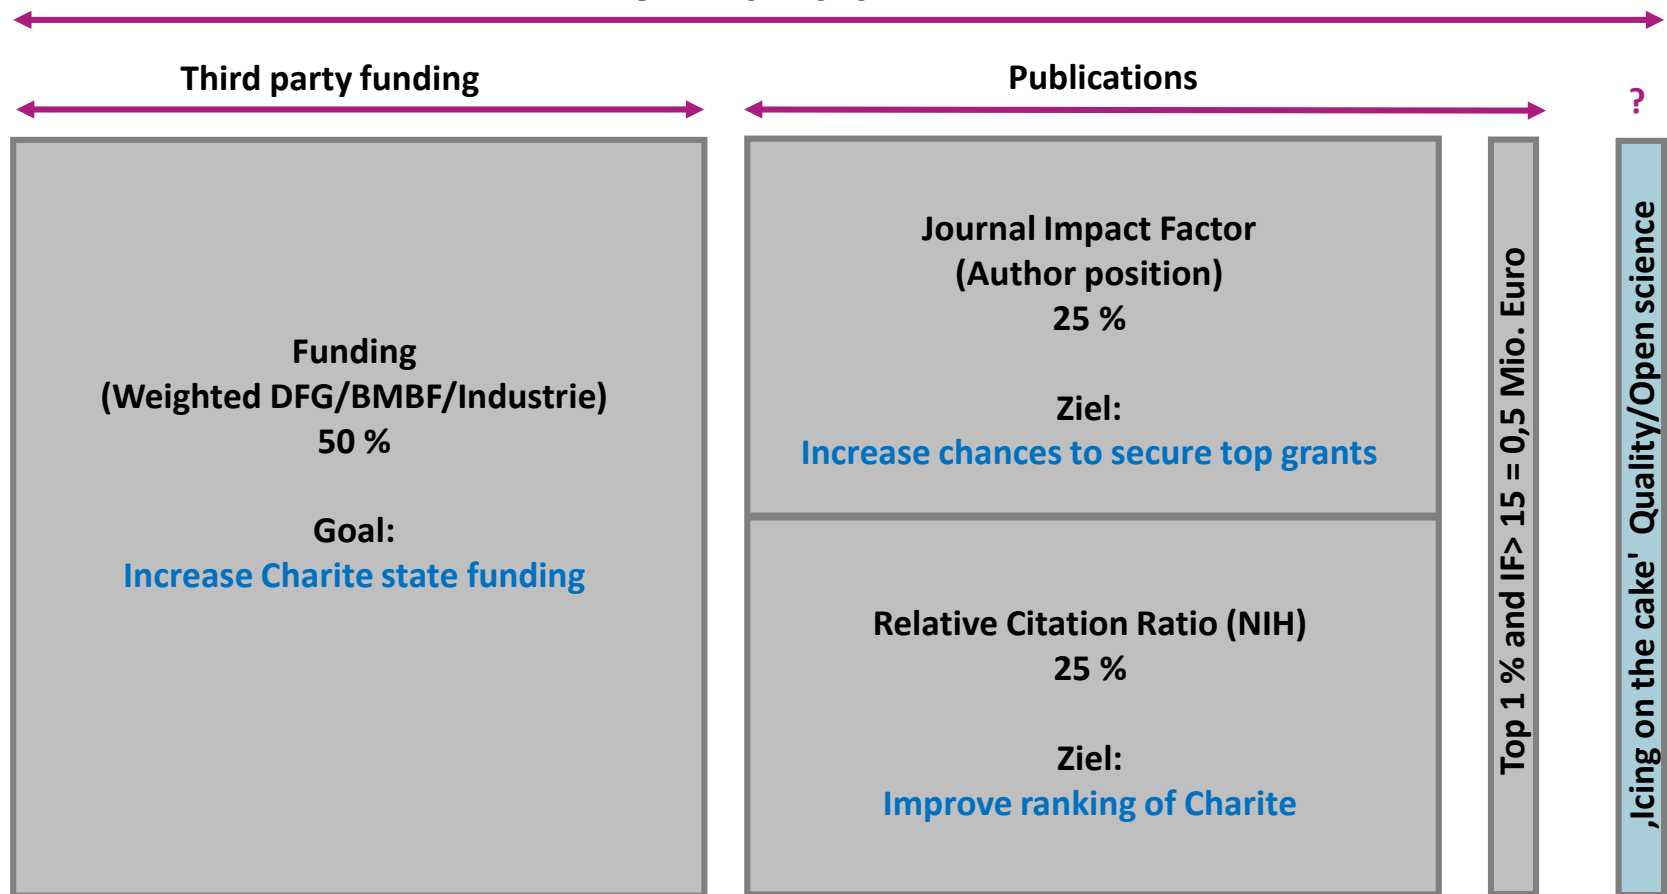 Third party funding
Publications
?
Funding
(Weighted DFG/BMBF/Industrie)
50 %
Goal:
Increase Charite state funding
Journal Impact Factor
(Author position)
25 %
Ziel:
Increase chances to secure top grants
Relative Citation Ratio (NIH)
25 %
Ziel:
Improve ranking of Charite
Top 1 % and IF> 15 = 0,5 Mio. Euro
‚Icing on the cake' Quality/Open science